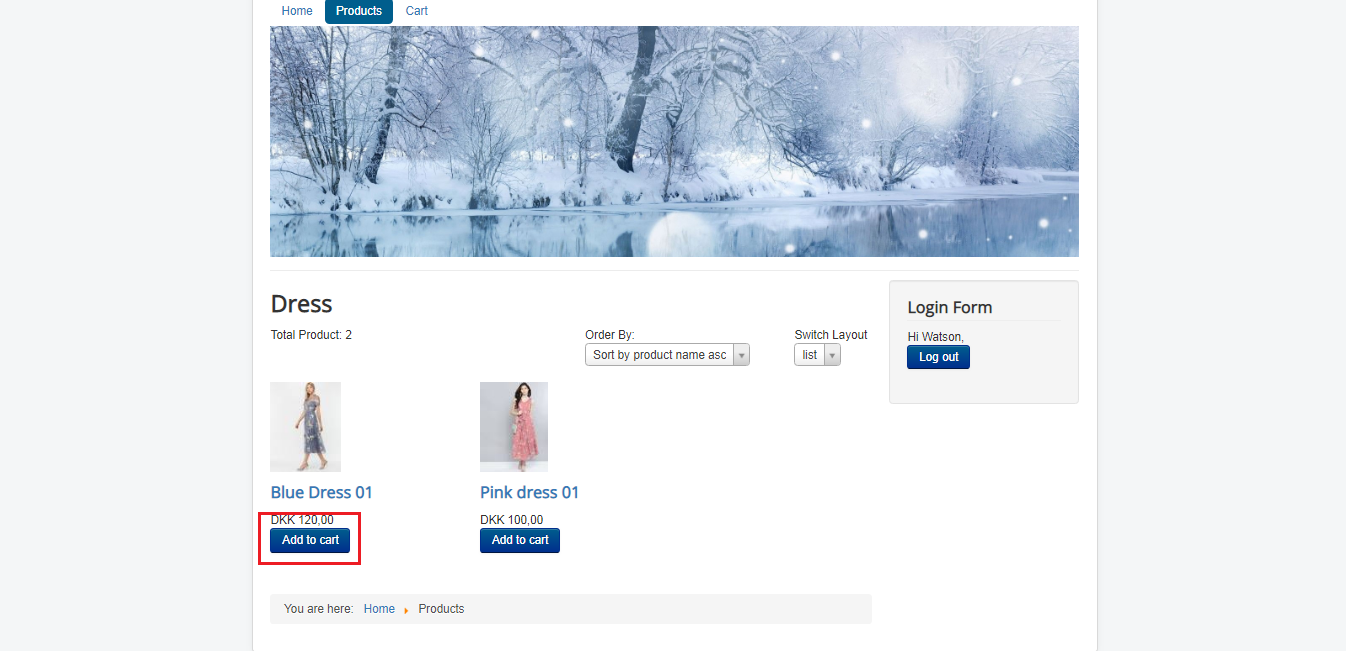 Home Products Cart
Dress
Total Product: 2
Order By:
Sort by product name asc
Switch Layout
list
Login Form
Hi Watson,
Log out
Blue Dress 01
DKK 120,00
Add to cart
Pink dress 01
DKK 100,00
Add to cart
You are here: Home Products